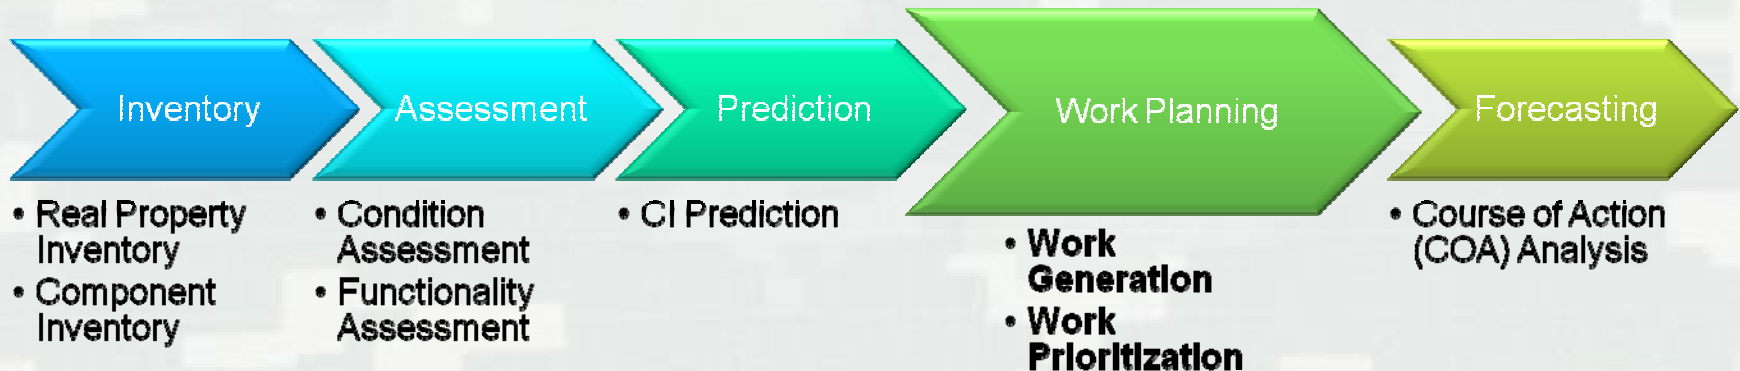 Inventory
• Real Property
Inventory
• Component
Inventory
Assessment
• Condition
Assessment
• Functionality
Assessment
Prediction
• CI Prediction
Work Planning
• Work
Generation
• Work
Prioritization
Forecasting
• Course of Action
(COA) Analysis